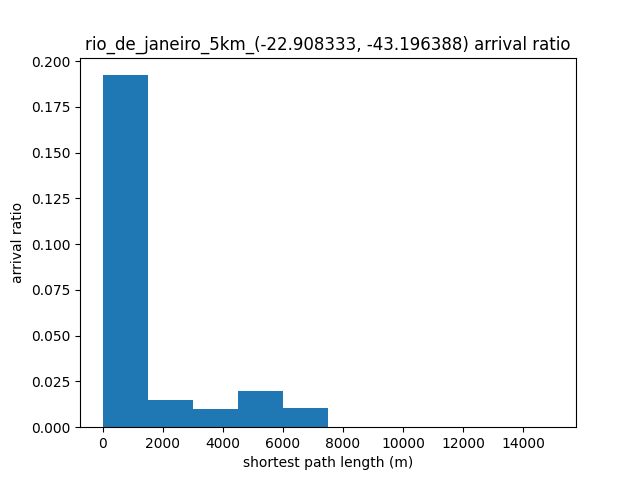 rio_de_janeiro_5km_(-22.908333, -43.196388) arrival ratio
0.200
0.175
0.150
0.125
0.100
0.075
0.050
0.025
0.000
arrival ratio
0 2000 4000 6000 8000 10000 12000 14000
shortest path length (m)